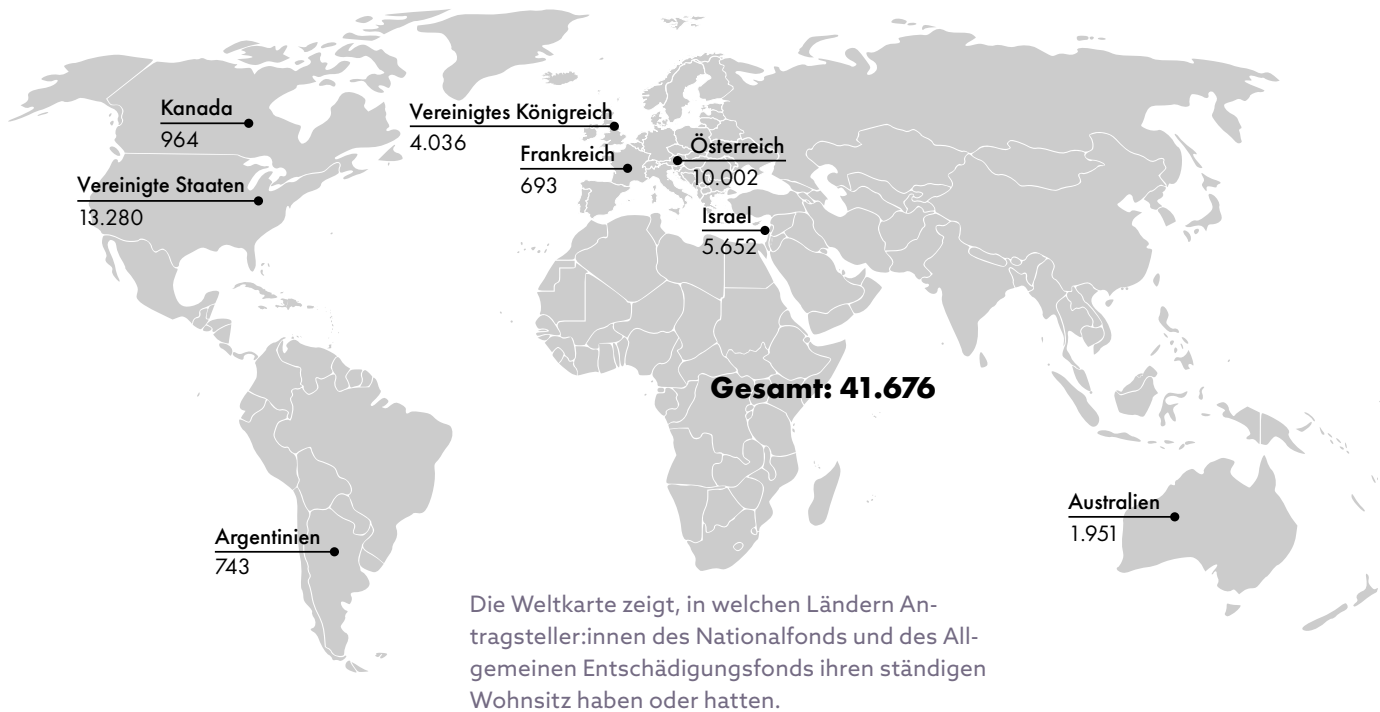 Kanada
964
Vereinigtes Königreich
4.036
Österreich
10.002
Frankreich
693
Vereinigte Staaten
13.280
Israel
5.652
Gesamt: 41.676
Australien
1.951
Argentinien
743
Die Weltkarte zeigt, in welchen Ländern An-
tragsteller:innen des Nationalfonds und des All-
gemeinen Entschädigungsfonds ihren ständigen
Wohnsitz haben oder hatten.